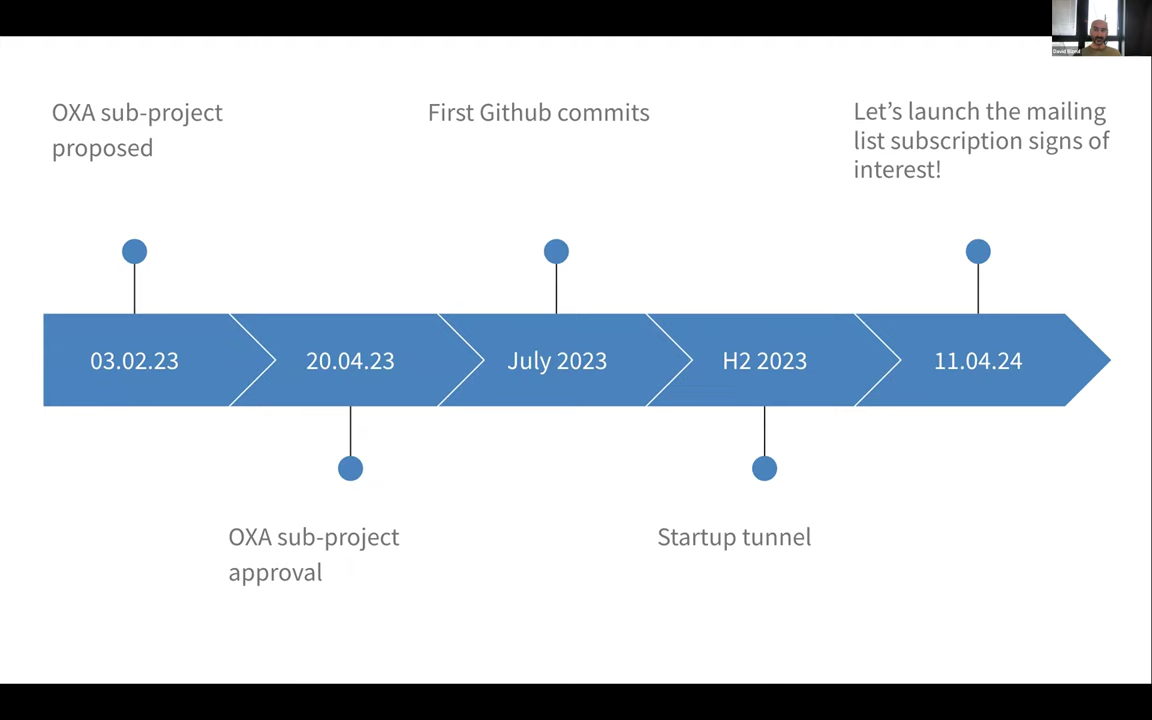 OXA sub-project
proposed
First Github commits
Let’s launch the mailing
list subscription signs of
interest!
03.02.23
20.04.23
July 2023
H2 2023
11.04.24
OXA sub-project
approval
Startup tunnel
David